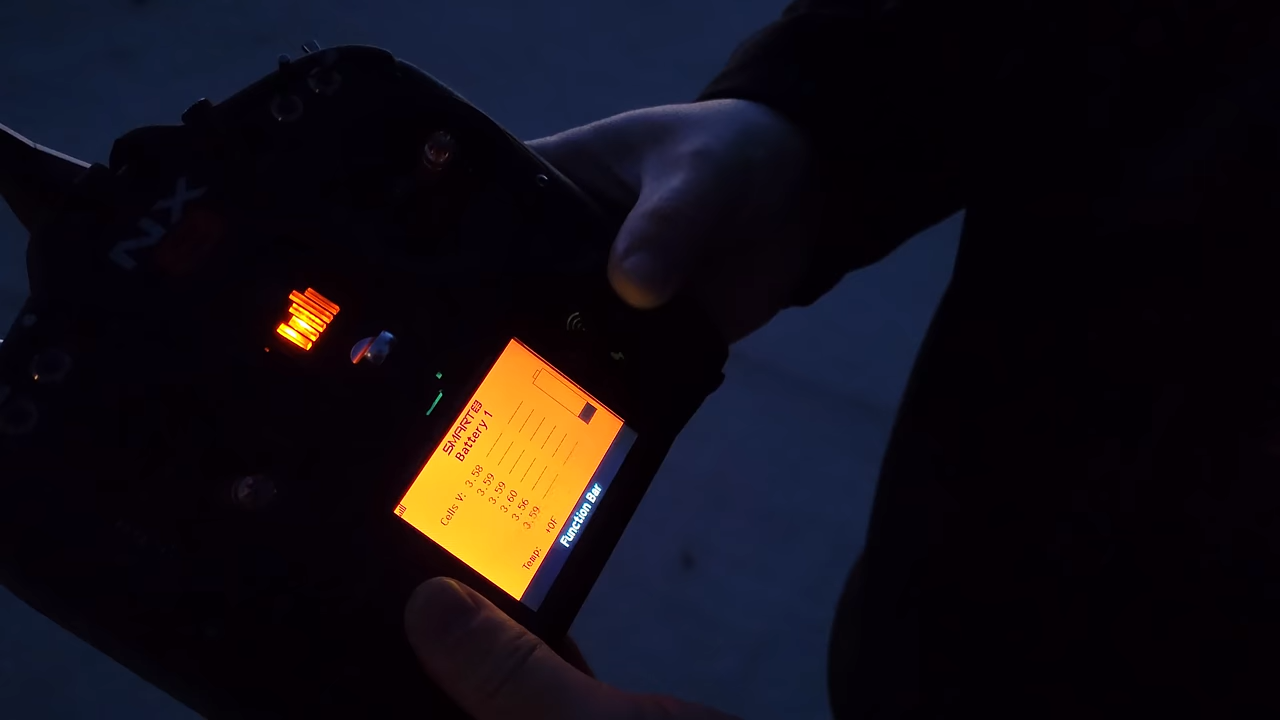 NX
SMART
Battery 1
Cells V: 3.58
3.59
3.59
3.60
3.56
3.59
Temp: +0F
Function Bar